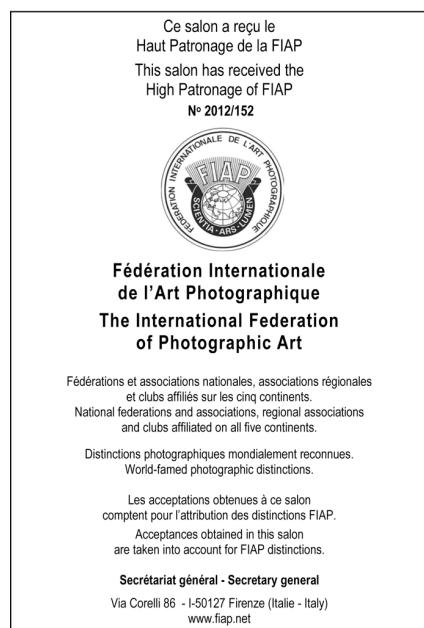 Ce salon a reçu le
Haut Patronage de la FIAP
This salon has received the
High Patronage of FIAP
Nº 2012/152
FEDERATION INTERNATIONALE DE L'ART PHOTOGRAPHIQUE
FIAP
SCIENTIA - ARS - LUMEN
Fédération Internationale
de l'Art Photographique
The International Federation
of Photographic Art
Fédérations et associations nationales, associations régionales
et clubs affiliés sur les cinq continents.
National federations and associations, regional associations
and clubs affiliated on all five continents.
Distinctions photographiques mondialement reconnues.
World-famed photographic distinctions.
Les acceptations obtenues à ce salon
comptent pour l'attribution des distinctions FIAP.
Acceptances obtained in this salon
are taken into account for FIAP distinctions.
Secrétariat général - Secretary general
Via Corelli 86 - I-50127 Firenze (Italie - Italy)
www.fiap.net